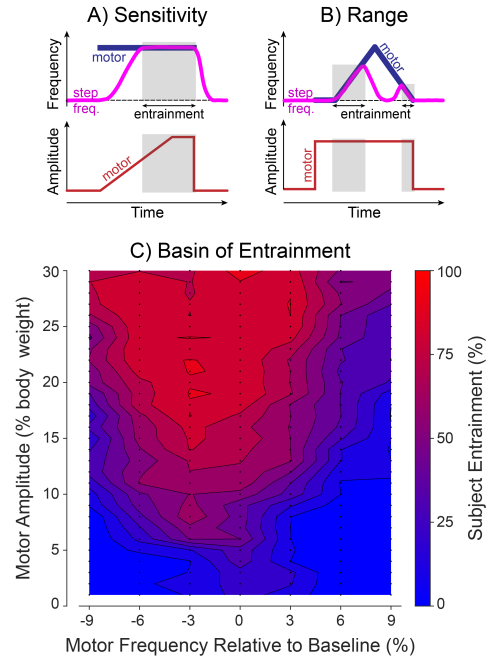 A) Sensitivity
B) Range
Frequency
motor
step
freq.
entrainment
Frequency
motor
step
freq.
entrainment
Amplitude
motor
Time
Amplitude
motor
Time
C) Basin of Entrainment
Motor Amplitude (% body weight)
30
25
20
15
10
5
0
-9
-6
-3
0
3
6
9
Motor Frequency Relative to Baseline (%)
100
75
50
25
0
Subject Entrainment (%)